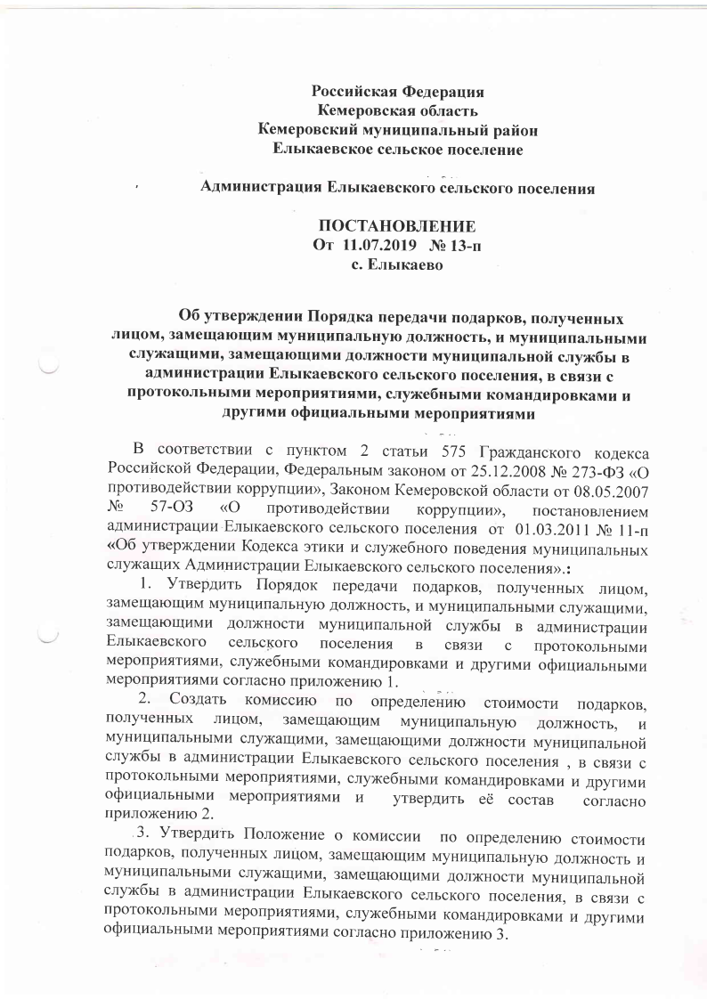 Российская Федерация
Кемеровская область
Кемеровский муниципальный район
Елыкаевское сельское поселение
Администрация Елыкаевского сельского поселения
ПОСТАНОВЛЕНИЕ
От 11.07.2019 № 13-п
с. Елыкаево
Об утверждении Порядка передачи подарков, полученных
лицом, замещающим муниципальную должность, и муниципальными
служащими, замещающими должности муниципальной службы в
администрации Елыкаевского сельского поселения, в связи с
протокольными мероприятиями, служебными командировками и
другими официальными мероприятиями
В соответствии с пунктом 2 статьи 575 Гражданского кодекса
Российской Федерации, Федеральным законом от 25.12.2008 № 273-ФЗ «О
противодействии коррупции», Законом Кемеровской области от 08.05.2007
№ 57-ОЗ «О противодействии коррупции», постановлением
администрации Елыкаевского сельского поселения от 01.03.2011 № 11-п
«Об утверждении Кодекса этики и служебного поведения муниципальных
служащих Администрации Елыкаевского сельского поселения».:
1. Утвердить Порядок передачи подарков, полученных лицом,
замещающим муниципальную должность, и муниципальными служащими,
замещающими должности муниципальной службы в администрации
Елыкаевского сельского поселения в связи с протокольными
мероприятиями, служебными командировками и другими официальными
мероприятиями согласно приложению 1.
2. Создать комиссию по определению стоимости подарков,
полученных лицом, замещающим муниципальную должность, и
муниципальными служащими, замещающими должности муниципальной
службы в администрации Елыкаевского сельского поселения , в связи с
протокольными мероприятиями, служебными командировками и другими
официальными мероприятиями и утвердить её состав согласно
приложению 2.
3. Утвердить Положение о комиссии по определению стоимости
подарков, полученных лицом, замещающим муниципальную должность и
муниципальными служащими, замещающими должности муниципальной
службы в администрации Елыкаевского сельского поселения, в связи с
протокольными мероприятиями, служебными командировками и другими
официальными мероприятиями согласно приложению 3.